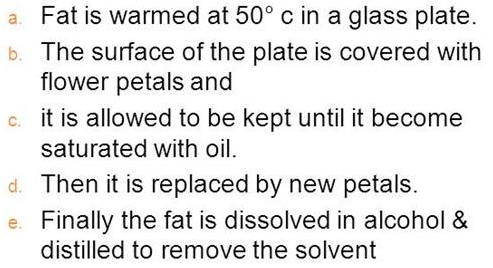 a. Fat is warmed at 50° c in a glass plate.
b. The surface of the plate is covered with
flower petals and
c. it is allowed to be kept until it become
saturated with oil.
d. Then it is replaced by new petals.
e. Finally the fat is dissolved in alcohol &
distilled to remove the solvent